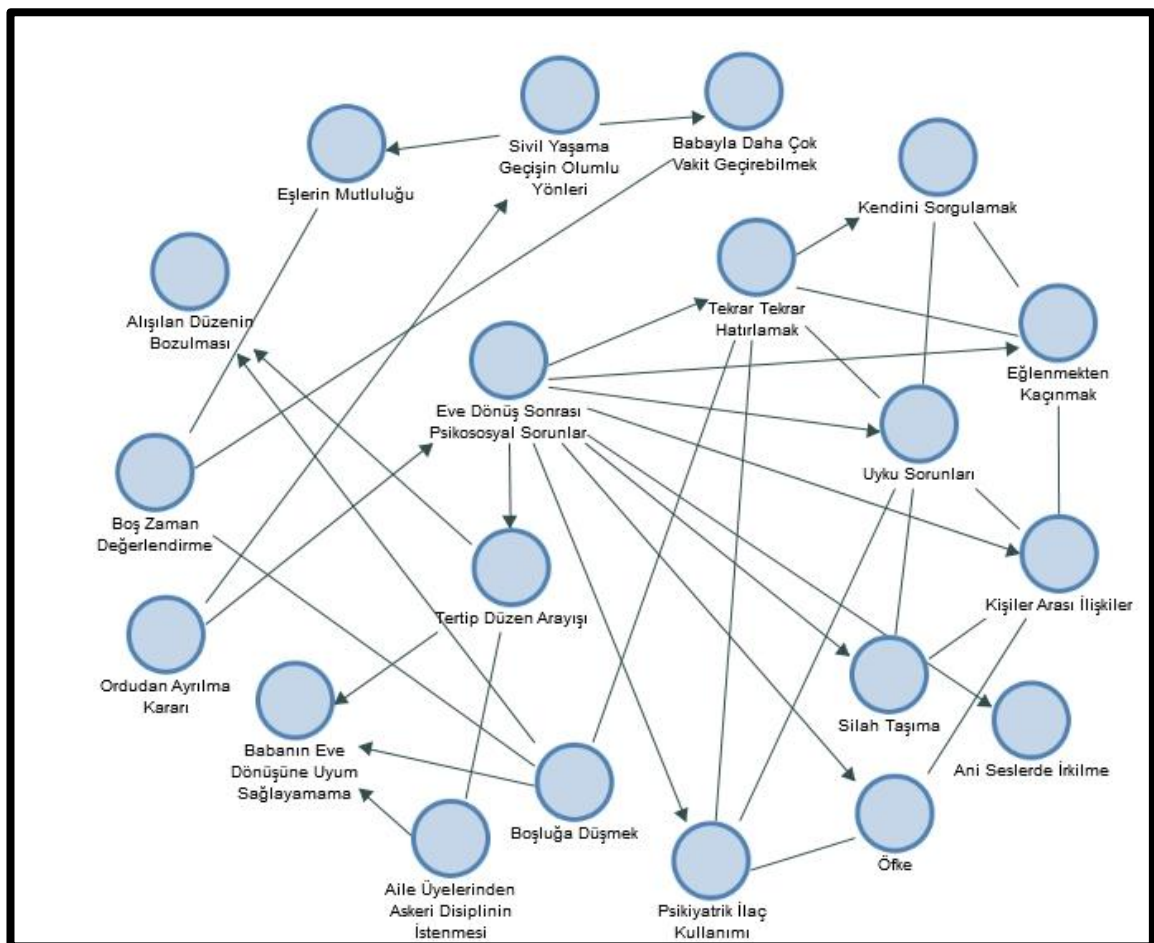 Sivil Yaşama
Geçişin Olumlu
Yönleri
Babayla Daha Çok
Vakit Geçirebilmek
Eşlerin Mutluluğu
Kendini Sorgulamak
Alışılan Düzenin
Bozulması
Tekrar Tekrar
Hatırlamak
Eğlenmekten
Kaçınmak
Eve Dönüş Sonrası
Psikososyal Sorunlar
Uyku Sorunları
Boş Zaman
Değerlendirme
Tertip Düzen Arayışı
Kişiler Arası İlişkiler
Ordudan Ayrılma
Kararı
Silah Taşıma
Babanın Eve
Dönüşüne Uyum
Sağlayamama
Ani Seslerde İrkilme
Boşluğa Düşmek
Öfke
Aile Üyelerinden
Askeri Disiplinin
İstenmesi
Psikiyatrik İlaç
Kullanımı